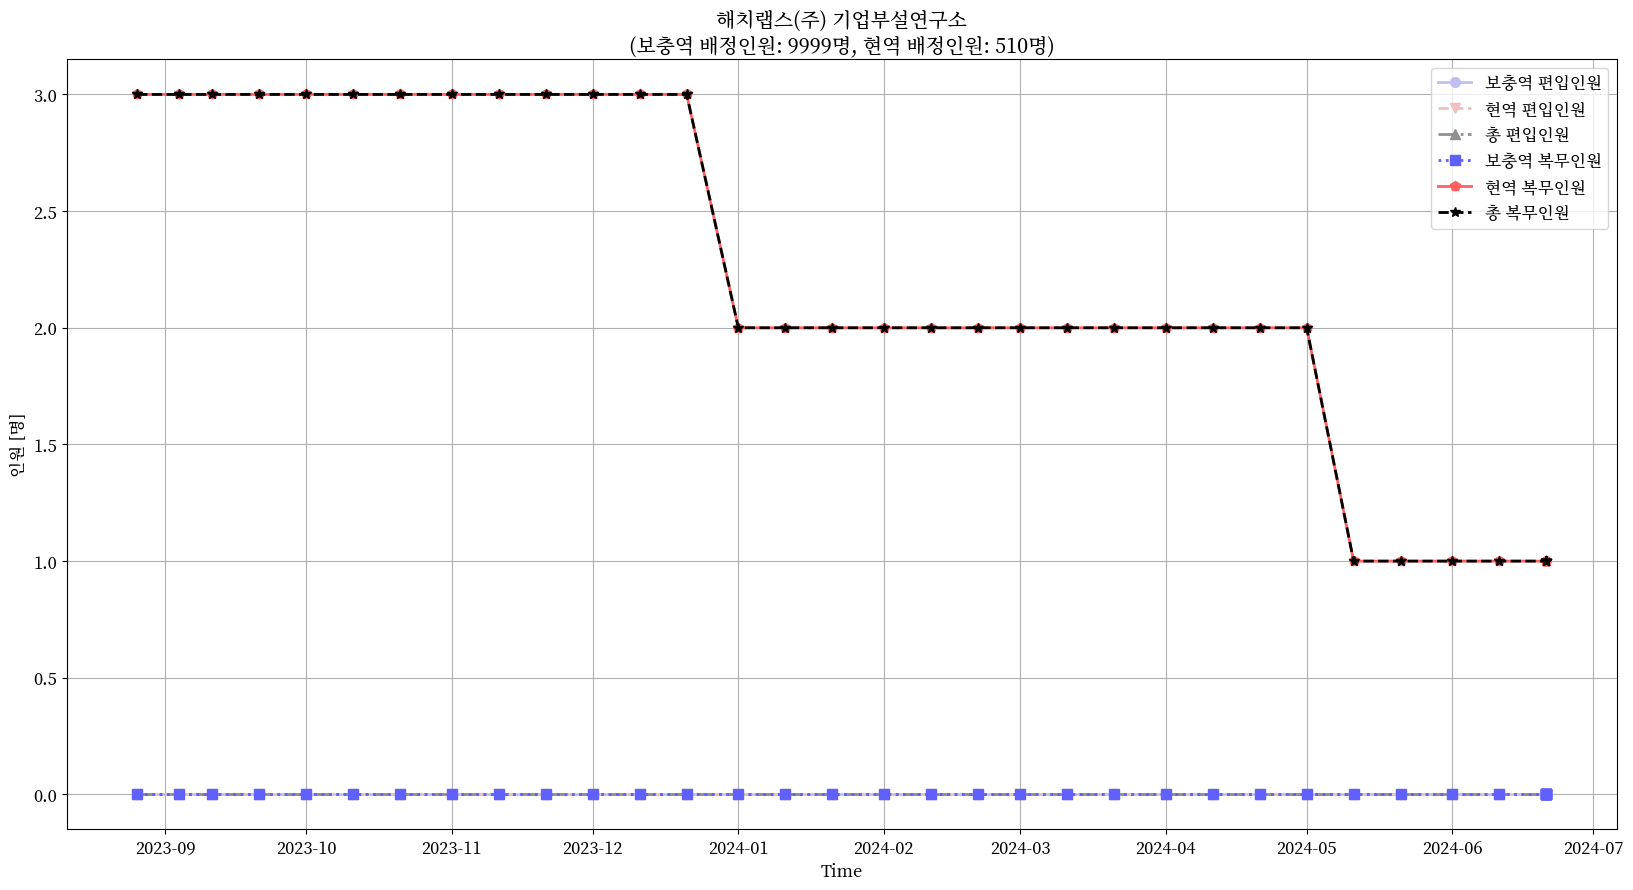 해치랩스(주) 기업부설연구소
(보충역 배정인원: 9999명, 현역 배정인원: 510명)
보충역 편입인원
현역 편입인원
총 편입인원
보충역 복무인원
현역 복무인원
총 복무인원
인원 [명]
3.0
2.5
2.0
1.5
1.0
0.5
0.0
2023-09 2023-10 2023-11 2023-12 2024-01 2024-02 2024-03 2024-04 2024-05 2024-06 2024-07
Time